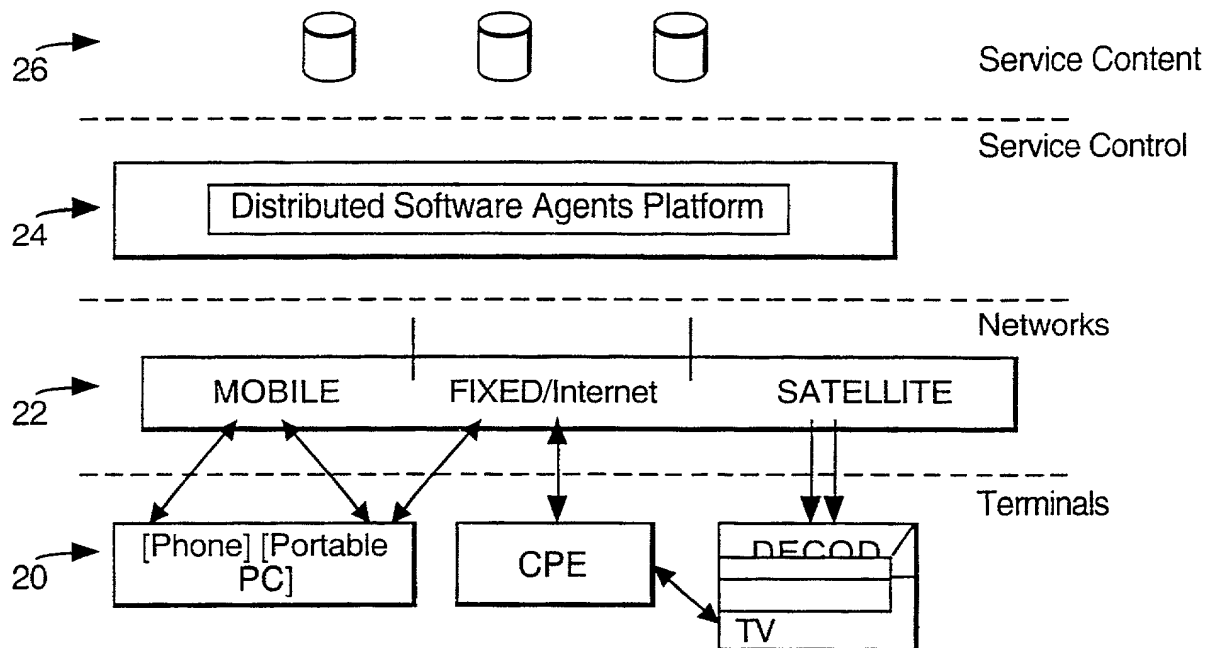 26
Service Content
Service Control
Distributed Software Agents Platform
24
Networks
MOBILE FIXED/Internet SATELLITE
22
Terminals
[Phone] [Portable
PC]
CPE
DECOD
20
TV